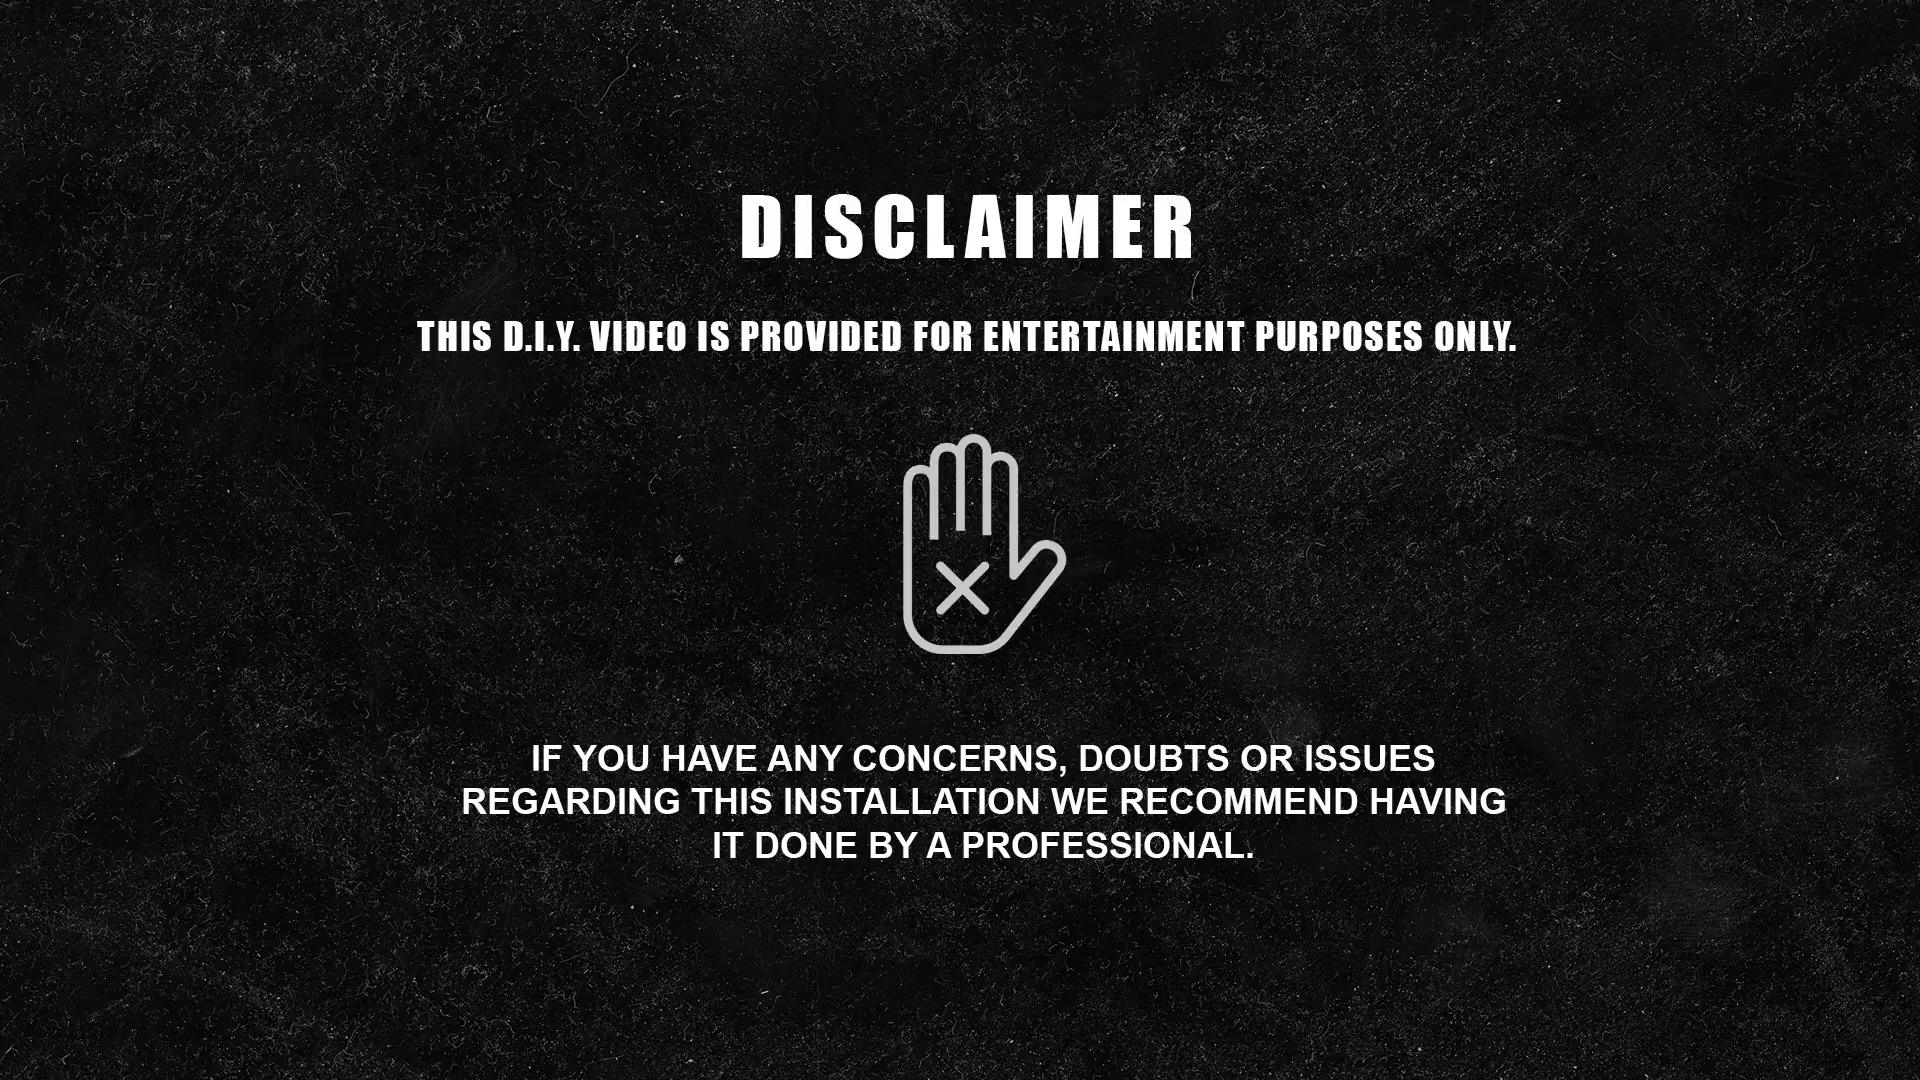 DISCLAIMER
THIS D.I.Y. VIDEO IS PROVIDED FOR ENTERTAINMENT PURPOSES ONLY.
IF YOU HAVE ANY CONCERNS, DOUBTS OR ISSUES
REGARDING THIS INSTALLATION WE RECOMMEND HAVING
IT DONE BY A PROFESSIONAL.